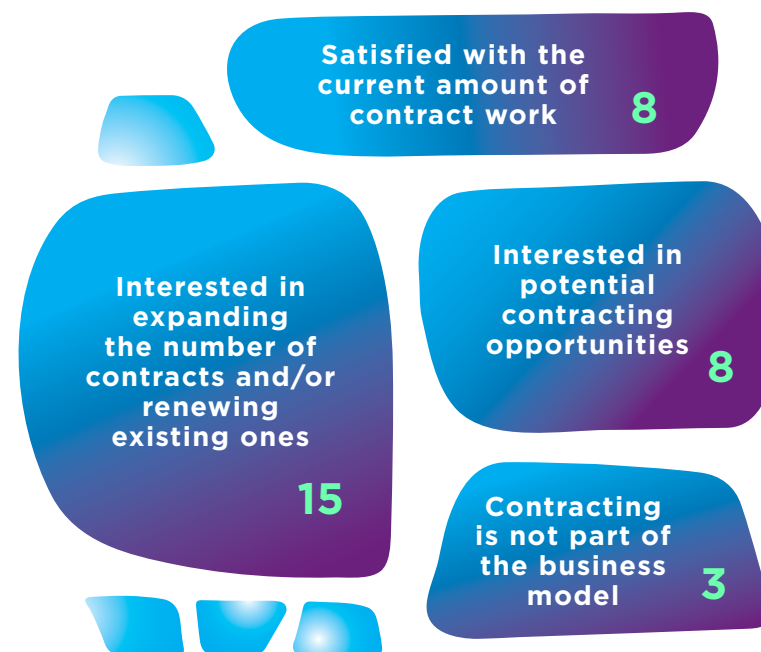 Satisfied with the
current amount of
contract work
8
Interested in
expanding
the number of
contracts and/or
renewing
existing ones
15
Interested in
potential
contracting
opportunities
8
Contracting
is not part of
the business
model
3